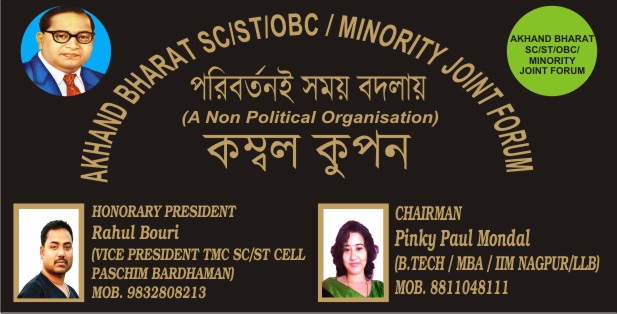 AKHAND BHARAT SC/ST/OBC / MINORITY JOINT FORUM
AKHAND BHARAT
SC/ST/OBC/
MINORITY
JOINT FORUM
পরিবর্তনই সময় বদলায়
(A Non Political Organisation)
কম্বল কুপন
HONORARY PRESIDENT
Rahul Bouri
(VICE PRESIDENT TMC SC/ST CELL
PASCHIM BARDHAMAN)
MOB. 9832808213
CHAIRMAN
Pinky Paul Mondal
(B.TECH / MBA / IIM NAGPUR/LLB)
MOB. 8811048111